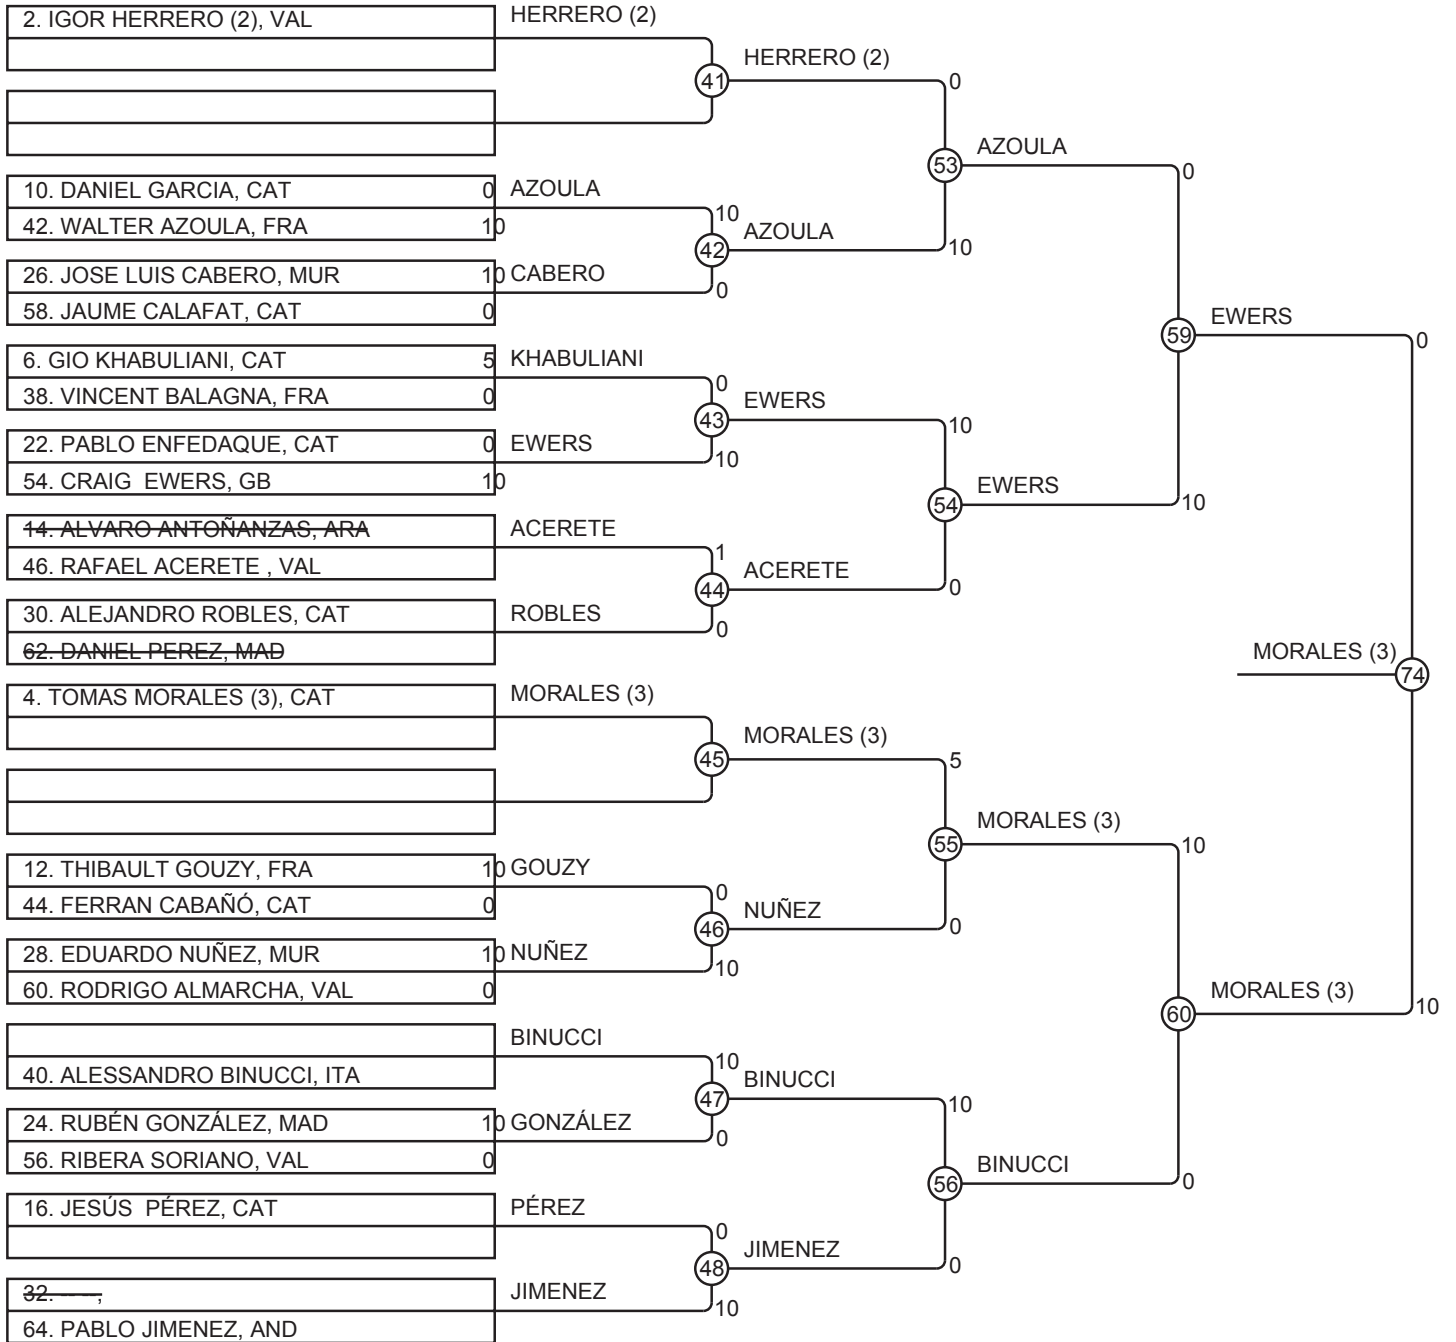 2. IGOR HERRERO (2), VAL
HERRERO (2)
HERRERO (2)
41
0
53
AZOULA
0
10. DANIEL GARCIA, CAT 0
42. WALTER AZOULA, FRA 10
AZOULA
10
42
AZOULA
10
26. JOSE LUIS CABERO, MUR 10
58. JAUME CALAFAT, CAT 0
CABERO
0
59
EWERS
0
6. GIO KHABULIANI, CAT 5
38. VINCENT BALAGNA, FRA 0
KHABULIANI
0
43
EWERS
10
22. PABLO ENFEDAQUE, CAT 0
54. CRAIG  EWERS, GB 10
EWERS
10
54
EWERS
10
14. ALVARO ANTOÑANZAS, ARA
46. RAFAEL ACERETE , VAL
ACERETE
1
44
ACERETE
0
30. ALEJANDRO ROBLES, CAT
62. DANIEL PEREZ, MAD
ROBLES
0
MORALES (3)
74
4. TOMAS MORALES (3), CAT
MORALES (3)
MORALES (3)
45
5
55
MORALES (3)
10
12. THIBAULT GOUZY, FRA 10
44. FERRAN CABAÑÓ, CAT 0
GOUZY
0
46
NUÑEZ
0
28. EDUARDO NUÑEZ, MUR 10
60. RODRIGO ALMARCHA, VAL 0
NUÑEZ
10
60
MORALES (3)
10
40. ALESSANDRO BINUCCI, ITA
BINUCCI
10
47
BINUCCI
10
24. RUBÉN GONZÁLEZ, MAD 10
56. RIBERA SORIANO, VAL 0
GONZÁLEZ
0
56
BINUCCI
0
16. JESÚS  PÉREZ, CAT
PÉREZ
0
48
JIMENEZ
0
32. -- --,
64. PABLO JIMENEZ, AND
JIMENEZ
10